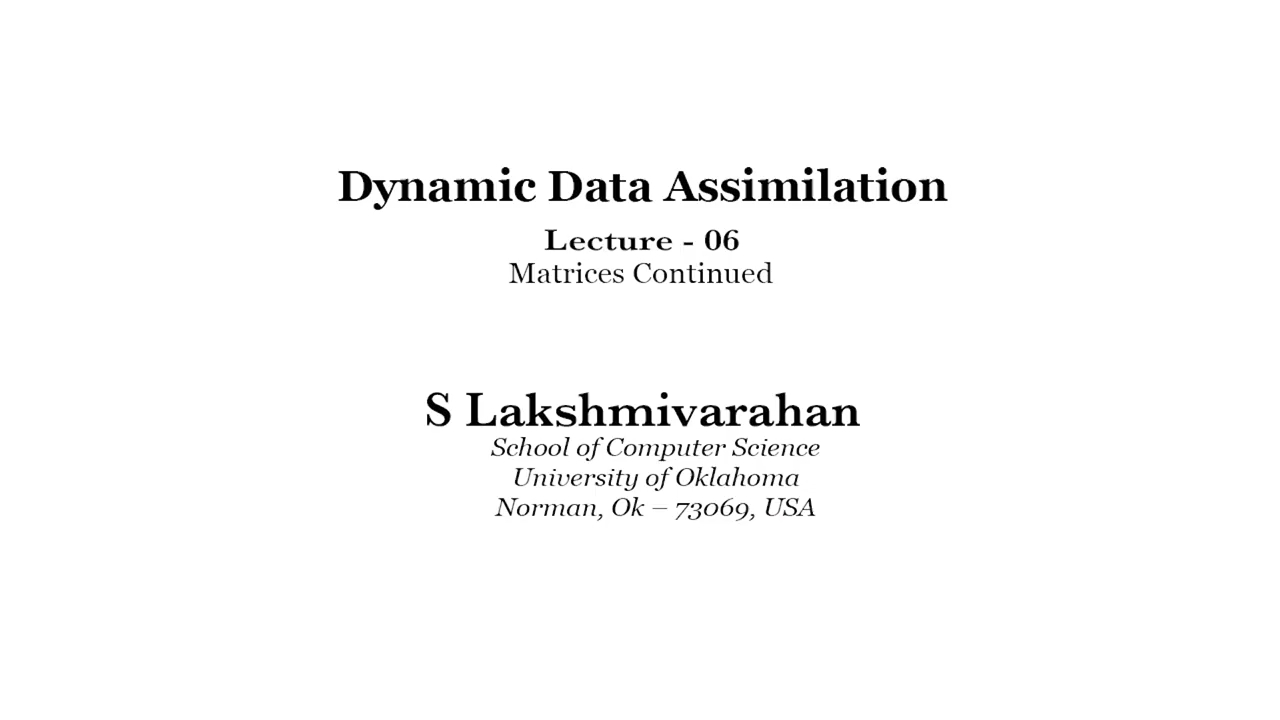 Dynamic Data Assimilation
Lecture - 06
Matrices Continued
S Lakshmivarahan
School of Computer Science
University of Oklahoma
Norman, Ok – 73069, USA